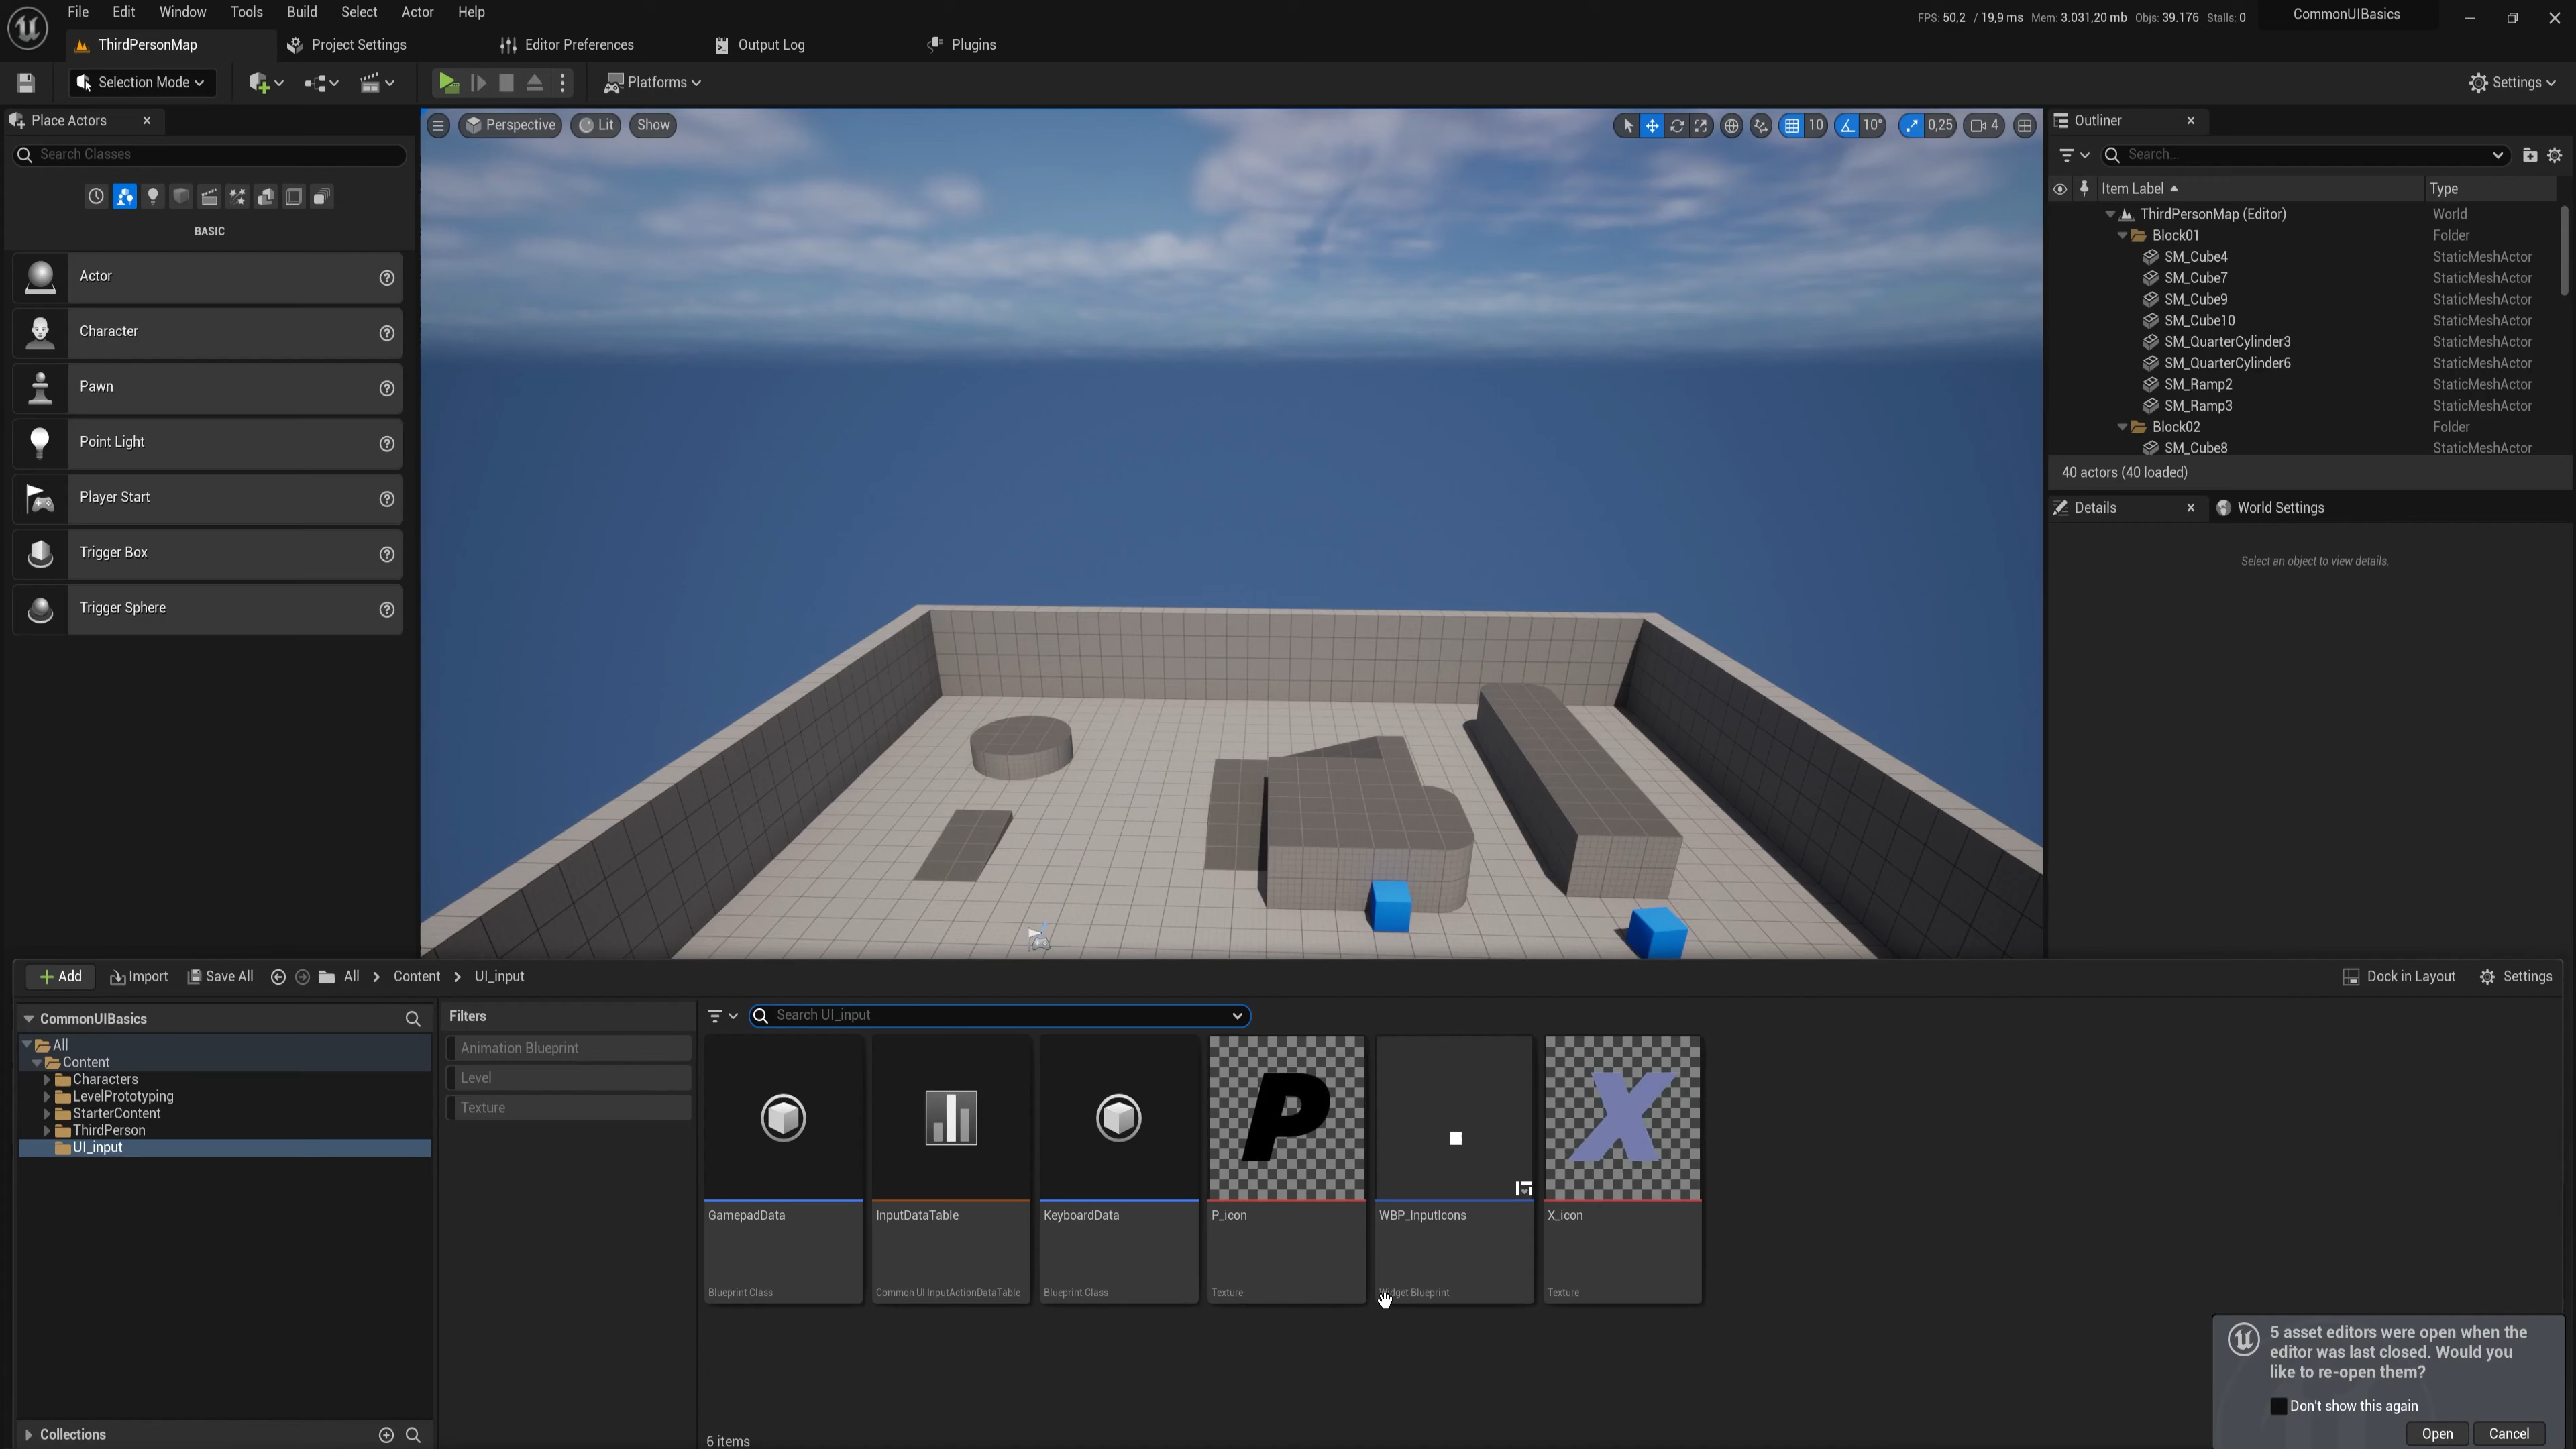 File Edit Window Tools Build Select Actor Help
FPS: 50,2 / 19,9 ms Mem: 3.031,20 mb Objs: 39.176 Stalls: 0
CommonUIBasics
ThirdPersonMap
Project Settings
Editor Preferences
Output Log
Plugins
Selection Mode
Platforms
Settings
Place Actors
Search Classes
BASIC
Actor
Character
Pawn
Point Light
Player Start
Trigger Box
Trigger Sphere
Perspective
Lit
Show
10
10°
0,25
4
Outliner
Search...
Item Label Type
ThirdPersonMap (Editor) World
Block01 Folder
SM_Cube4 StaticMeshActor
SM_Cube7 StaticMeshActor
SM_Cube9 StaticMeshActor
SM_Cube10 StaticMeshActor
SM_QuarterCylinder3 StaticMeshActor
SM_QuarterCylinder6 StaticMeshActor
SM_Ramp2 StaticMeshActor
SM_Ramp3 StaticMeshActor
Block02 Folder
SM_Cube8 StaticMeshActor
40 actors (40 loaded)
Details
World Settings
Select an object to view details.
Add
Import
Save All
All > Content > UI_input
Dock in Layout
Settings
CommonUIBasics
All
Content
Characters
LevelPrototyping
StarterContent
ThirdPerson
UI_input
Collections
Filters
Animation Blueprint
Level
Texture
Search UI_input
P
X
GamepadData
Blueprint Class
InputDataTable
Common UI InputActionDataTable
KeyboardData
Blueprint Class
P_icon
Texture
WBP_InputIcons
Widget Blueprint
X_icon
Texture
6 items
5 asset editors were open when the
editor was last closed. Would you
like to re-open them?
Don't show this again
Open
Cancel